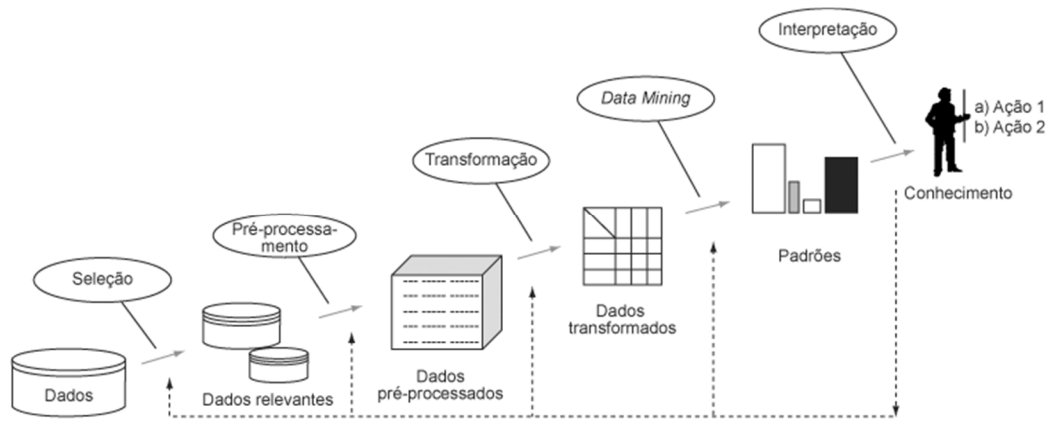 Interpretação
Data Mining
a) Ação 1
b) Ação 2
Transformação
Conhecimento
Pré-processa-
mento
Padrões
Seleção
Dados
transformados
Dados
pré-processados
Dados relevantes
Dados